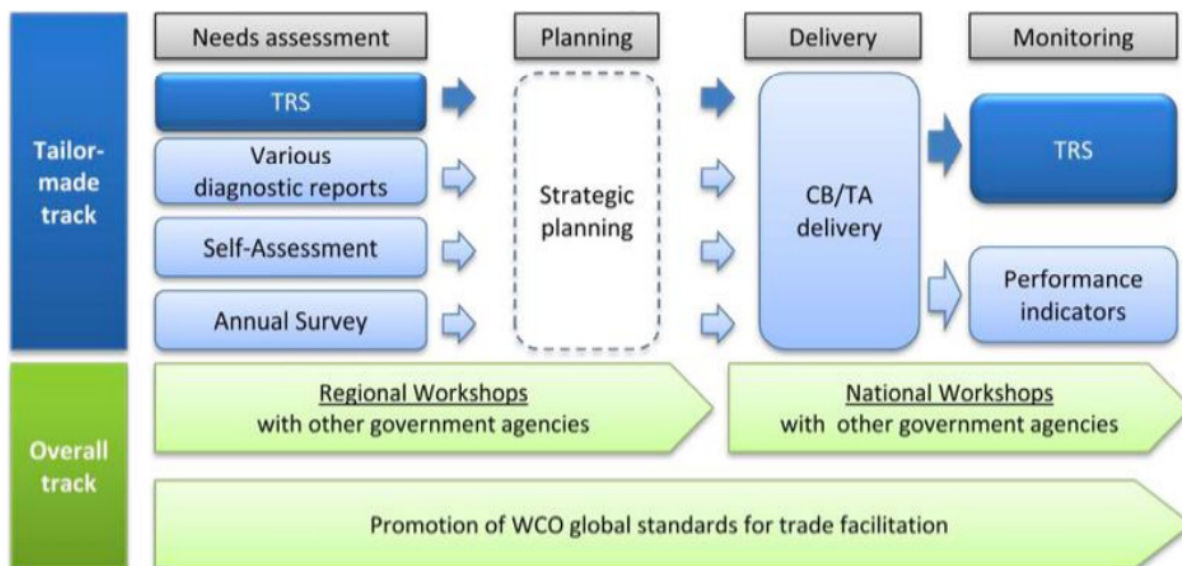 Needs assessment
Planning
Delivery
Monitoring
Tailor-
made
track
TRS
Various
diagnostic reports
Self-Assessment
Annual Survey
Strategic
planning
CB/TA
delivery
TRS
Performance
indicators
Overall
track
Regional Workshops
with other government agencies
National Workshops
with other government agencies
Promotion of WCO global standards for trade facilitation